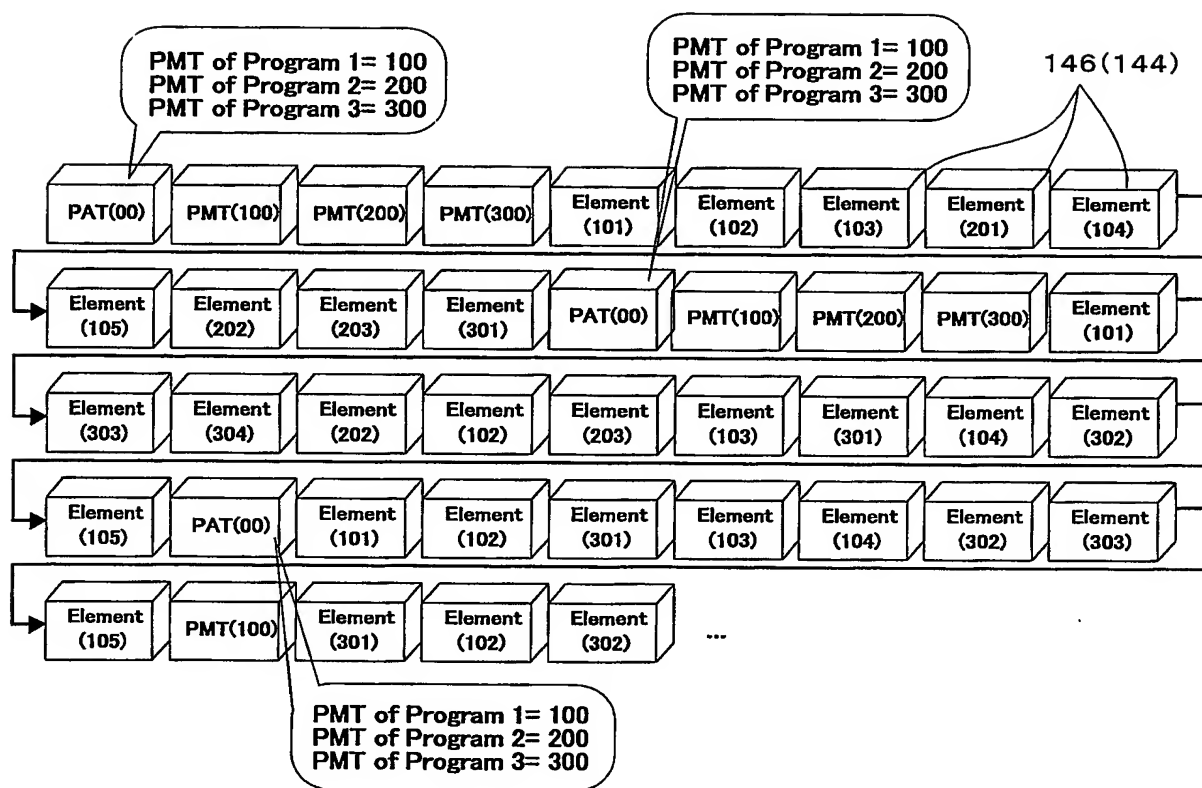 PMT of Program 1= 100
PMT of Program 2= 200
PMT of Program 3= 300
PMT of Program 1= 100
PMT of Program 2= 200
PMT of Program 3= 300
146(144)
PAT(00) PMT(100) PMT(200) PMT(300) Element (101) Element (102) Element (103) Element (201) Element (104)
Element (105) Element (202) Element (203) Element (301) PAT(00) PMT(100) PMT(200) PMT(300) Element (101)
Element (303) Element (304) Element (202) Element (102) Element (203) Element (103) Element (301) Element (104) Element (302)
Element (105) PAT(00) Element (101) Element (102) Element (301) Element (103) Element (104) Element (302) Element (303)
Element (105) PMT(100) Element (301) Element (102) Element (302) ...
PMT of Program 1= 100
PMT of Program 2= 200
PMT of Program 3= 300